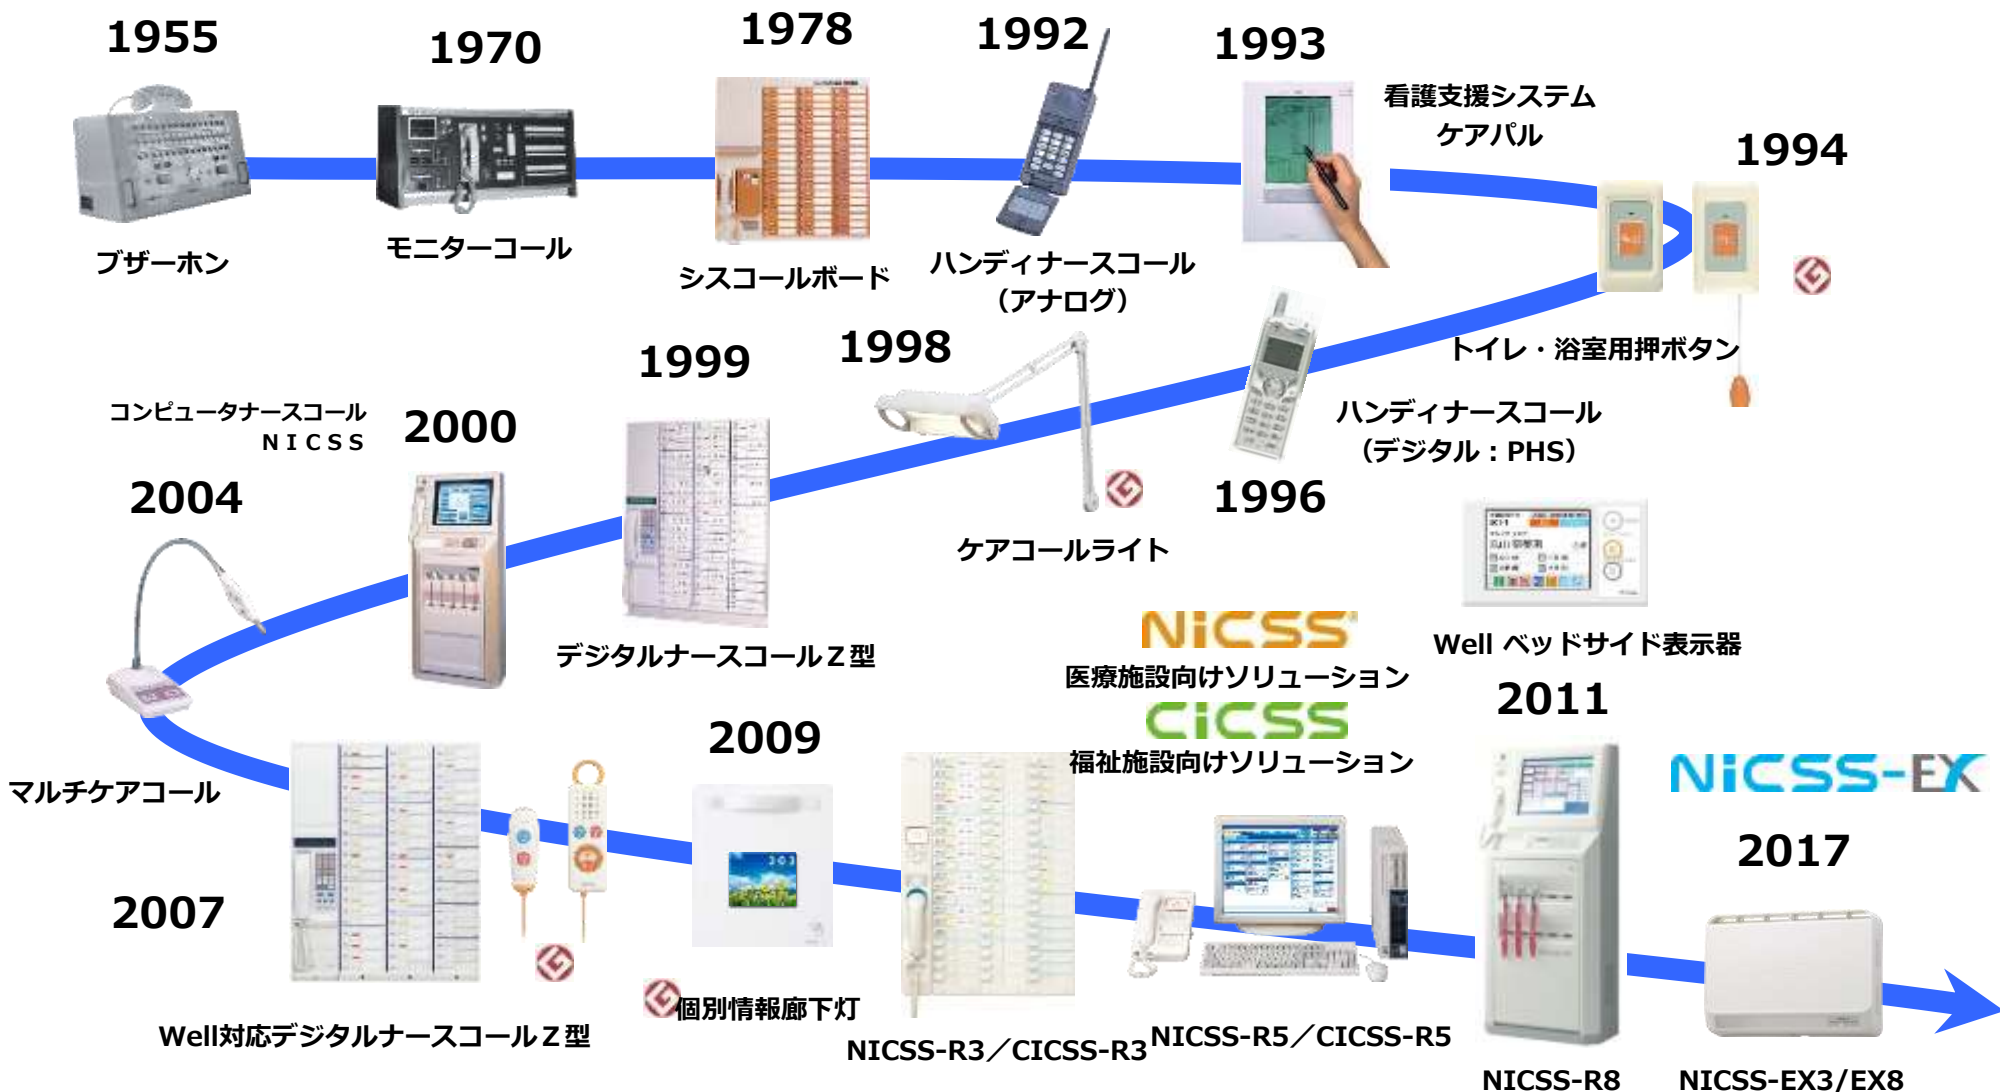 1955
ブザーホン
1970
モニターコール
1978
シスコールボード
1992
ハンディナースコール
（アナログ）
1993
看護支援システム
ケアパル
1994
トイレ・浴室用押ボタン
ハンディナースコール
（デジタル：PHS）
1996
1998
ケアコールライト
1999
デジタルナースコールＺ型
コンピュータナースコール
ＮＩＣＳＳ
2000
2004
マルチケアコール
2007
Well対応デジタルナースコールＺ型
2009
303
個別情報廊下灯
NICSS-R3／CICSS-R3
NiCSS
医療施設向けソリューション
CiCSS
福祉施設向けソリューション
NICSS-R5／CICSS-R5
Well ベッドサイド表示器
2011
NICSS-R8
NiCSS-EX
2017
NICSS-EX3/EX8